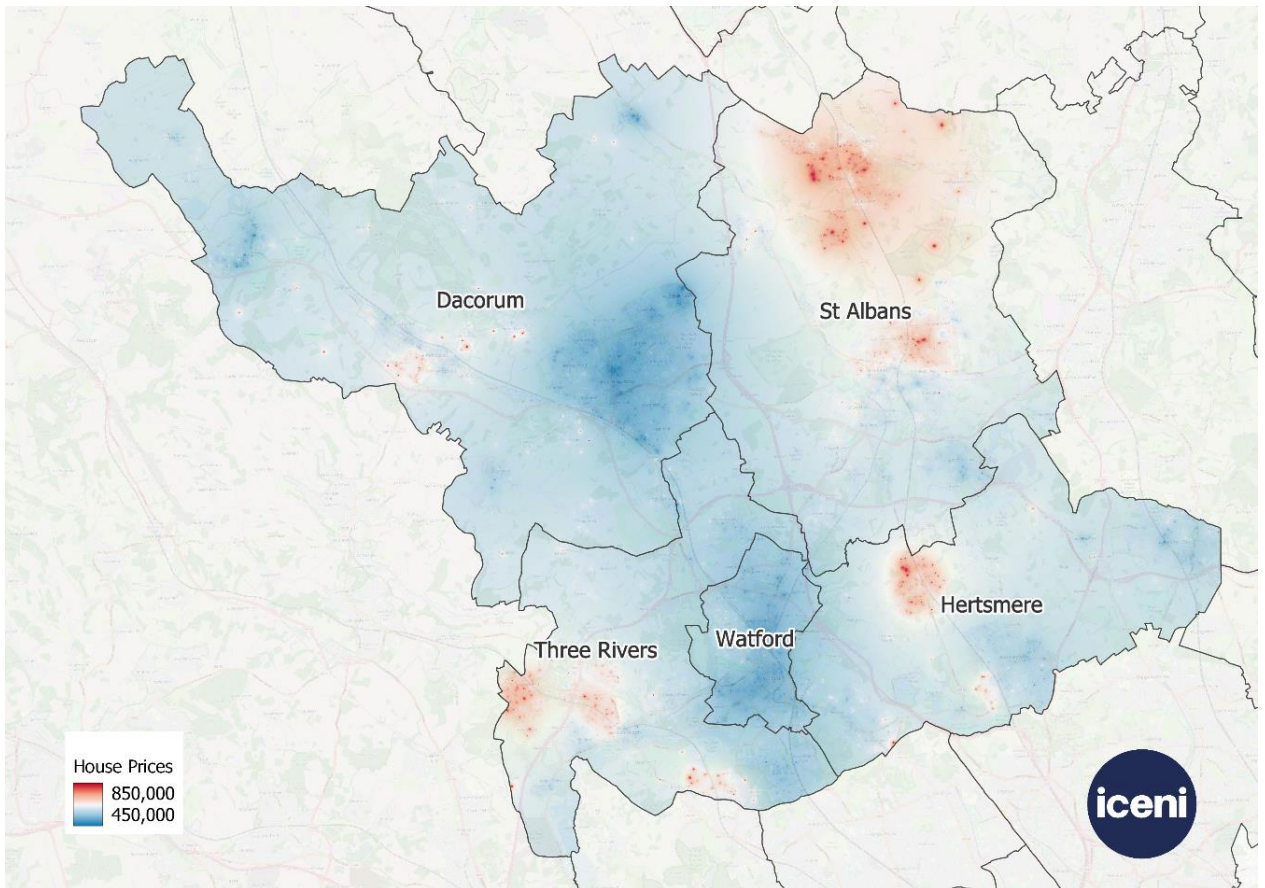 Dacorum
St Albans
Hertsmere
Watford
Three Rivers
House Prices
850,000
450,000
iceni